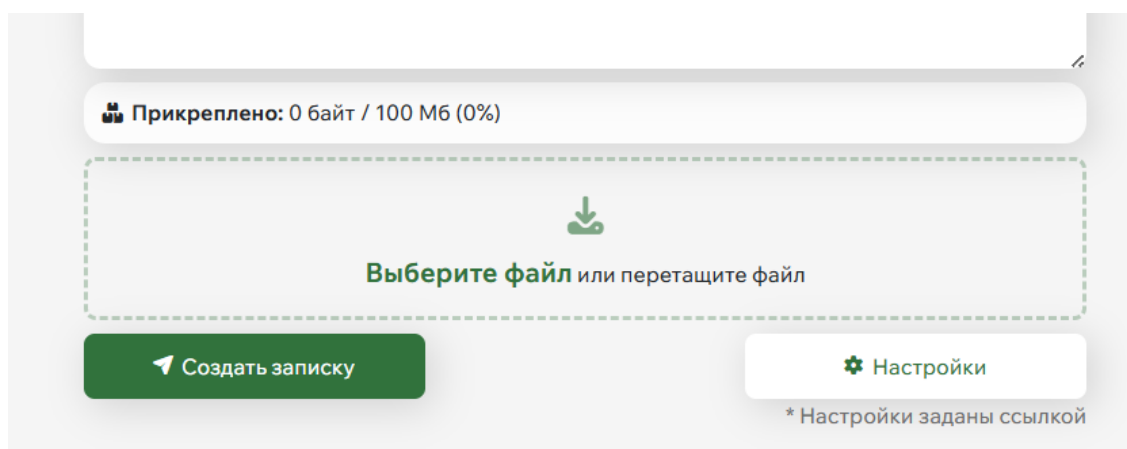 Прикреплено: 0 байт / 100 Мб (0%)
Выберите файл или перетащите файл
Создать записку
Настройки
* Настройки заданы ссылкой